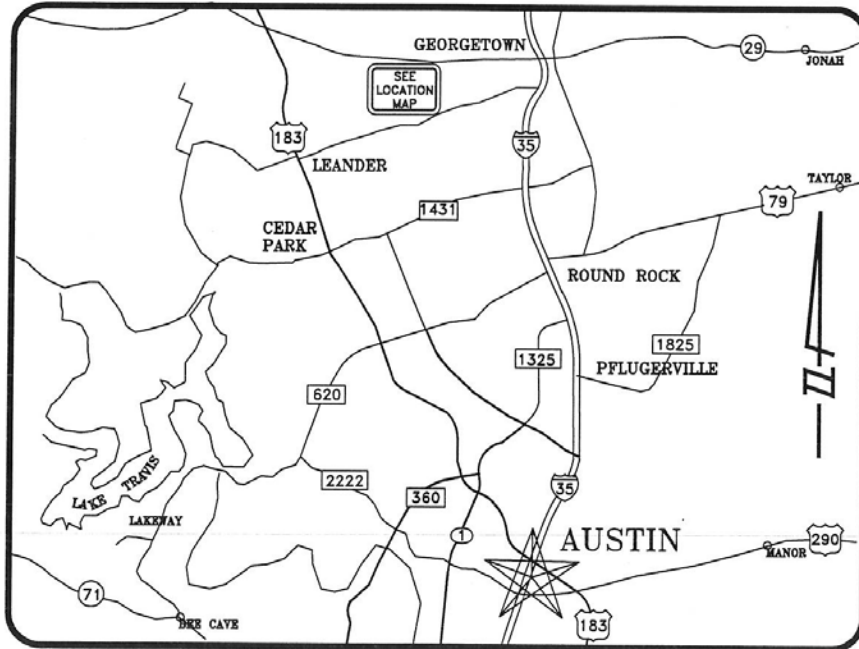 GEORGETOWN
29
JONAH
SEE
LOCATION
MAP
183
35
LEANDER
TAYLOR
79
1431
CEDAR
PARK
ROUND ROCK
1325
1825
PFLUGERVILLE
620
LAKE TRAVIS
2222
360
35
LAKEWAY
1
AUSTIN
290
MANOR
71
BEE CAVE
183